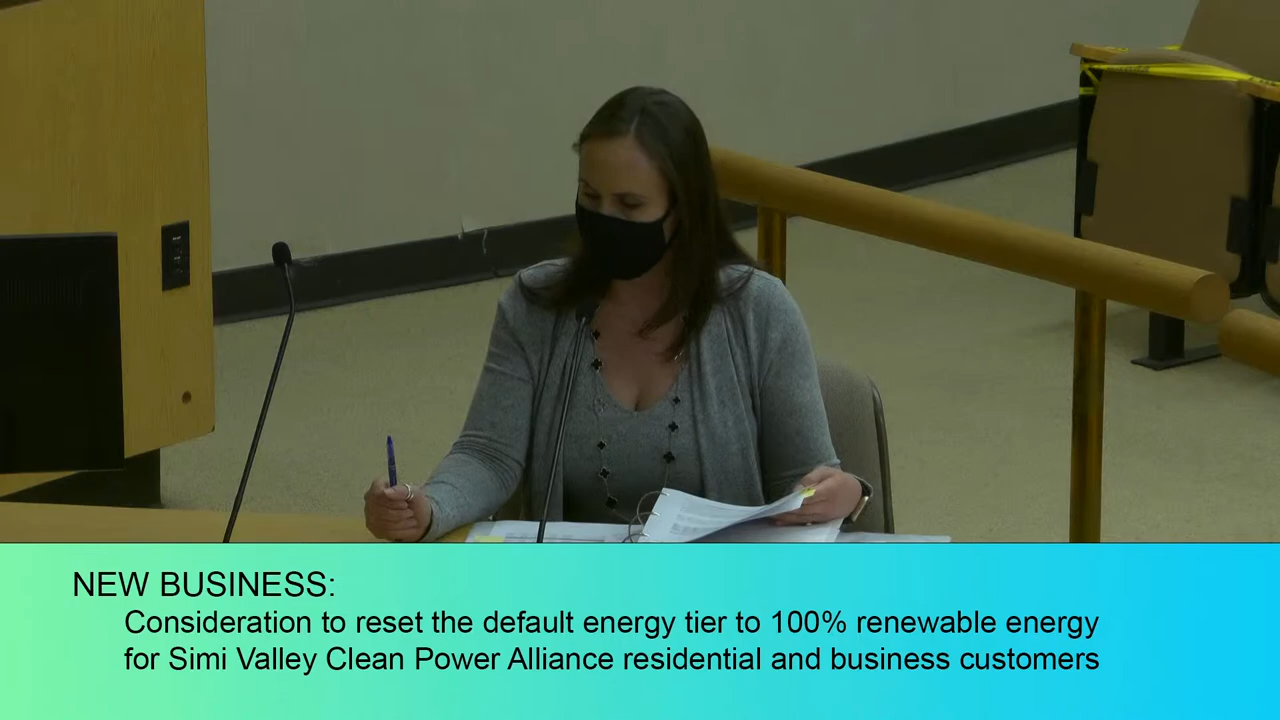 NEW BUSINESS:
Consideration to reset the default energy tier to 100% renewable energy
for Simi Valley Clean Power Alliance residential and business customers